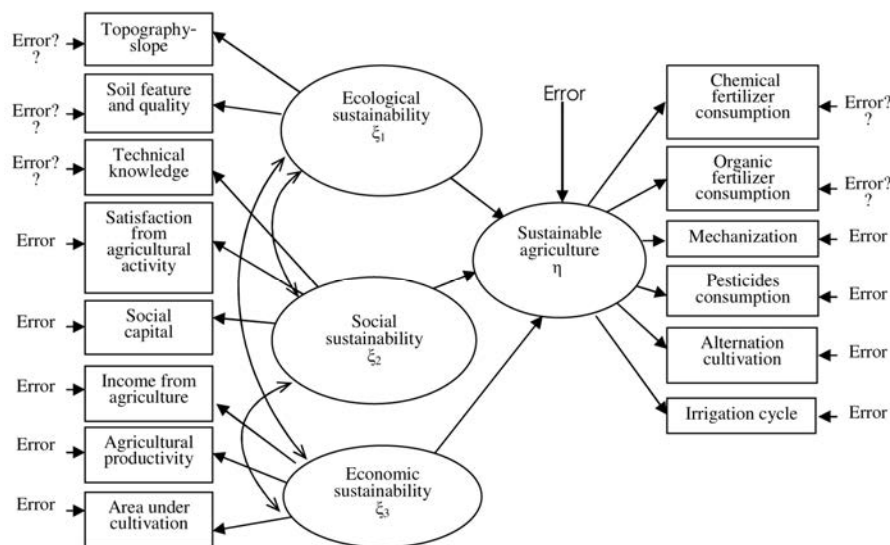 Error?
?
Topography-
slope
Error?
?
Soil feature
and quality
Error?
?
Technical
knowledge
Error
Satisfaction
from
agricultural
activity
Error
Social
capital
Error
Income from
agriculture
Error
Agricultural
productivity
Error
Area under
cultivation
Ecological
sustainability
ξ1
Social
sustainability
ξ2
Economic
sustainability
ξ3
Error
Sustainable
agriculture
η
Chemical
fertilizer
consumption
Error?
?
Organic
fertilizer
consumption
Error?
?
Mechanization
Error
Pesticides
consumption
Error
Alternation
cultivation
Error
Irrigation cycle
Error